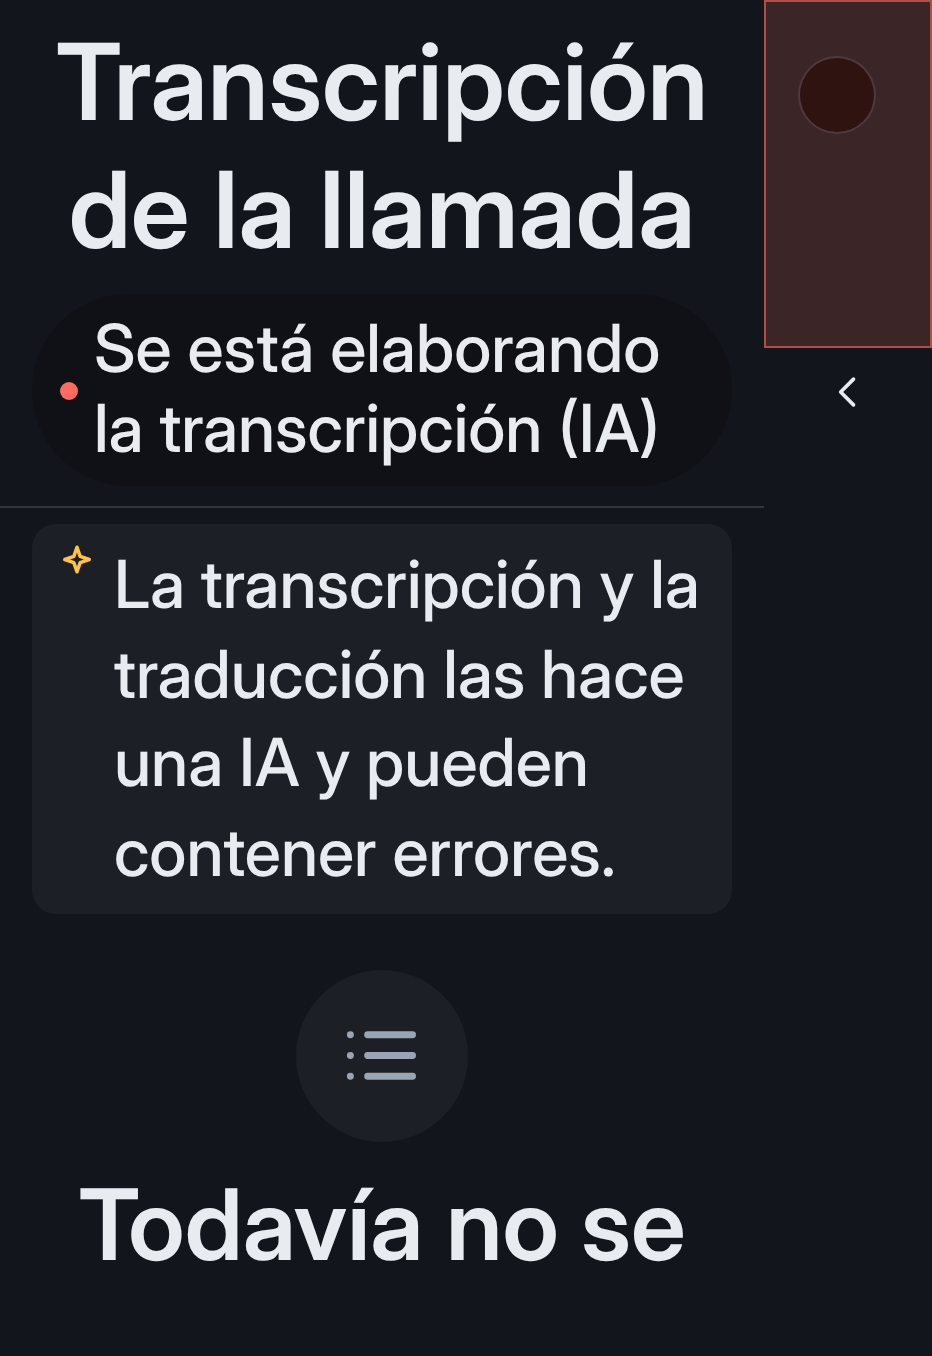 Transcripción
de la llamada
Se está elaborando
la transcripción (IA)
La transcripción y la
traducción las hace
una IA y pueden
contener errores.
Todavía no se